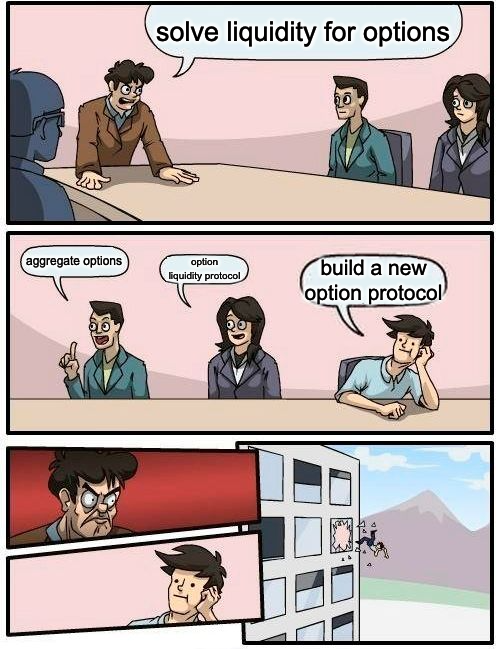 solve liquidity for options
aggregate options
option
liquidity protocol
build a new
option protocol